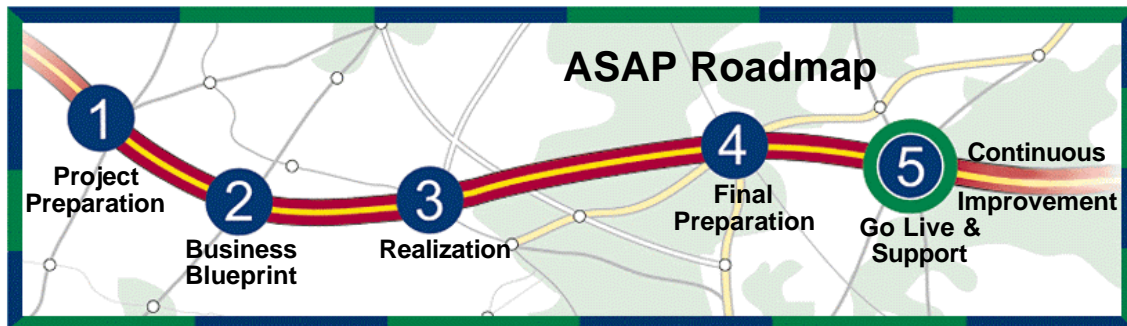 ASAP Roadmap
1
Project
Preparation
2
Business
Blueprint
3
Realization
4
Final
Preparation
5
Go Live &
Support
Continuous
Improvement